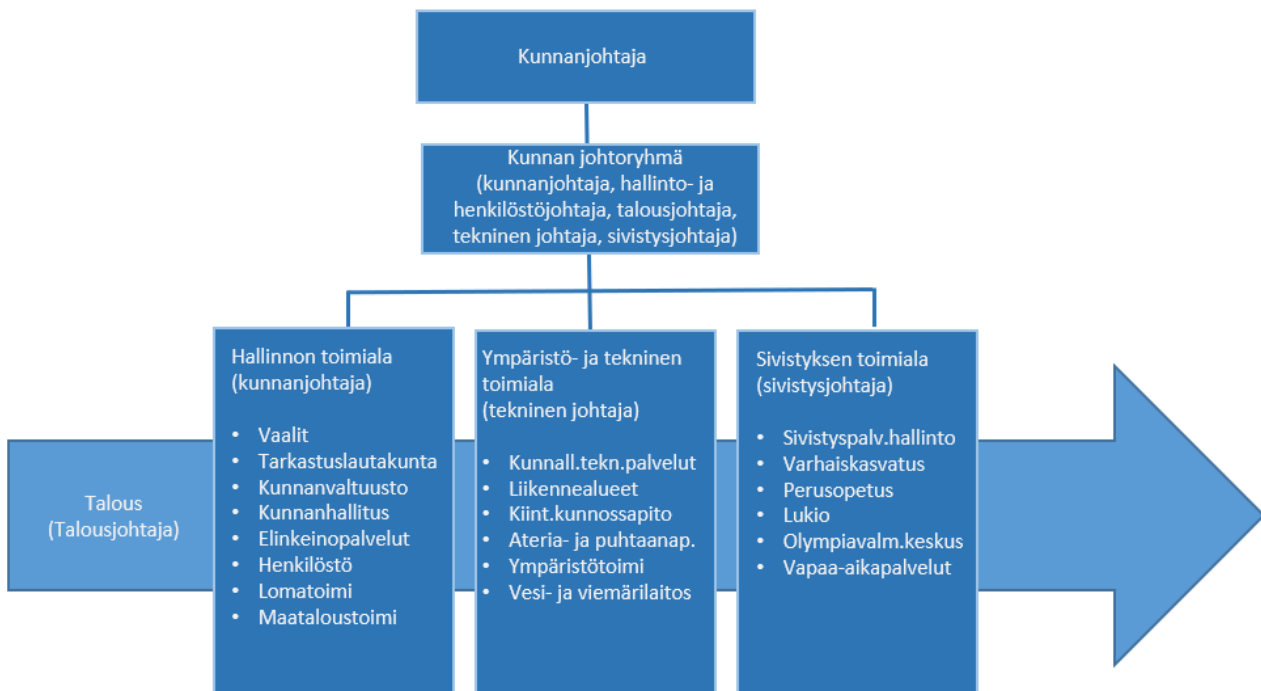 Kunnanjohtaja
Kunnan johtoryhmä
(kunnanjohtaja, hallinto- ja
henkilöstöjohtaja, talousjohtaja,
tekninen johtaja, sivistysjohtaja)
Talous
(Talousjohtaja)
Hallinnon toimiala
(kunnanjohtaja)
• Vaalit
• Tarkastuslautakunta
• Kunnanvaltuusto
• Kunnanhallitus
• Elinkeinopalvelut
• Henkilöstö
• Lomatoimi
• Maataloustoimi
Ympäristö- ja tekninen
toimiala
(tekninen johtaja)
• Kunnall.tekn.palvelut
• Liikennealueet
• Kiint.kunnossapito
• Ateria- ja puhtaanap.
• Ympäristötoimi
• Vesi- ja viemärilaitos
Sivistyksen toimiala
(sivistysjohtaja)
• Sivistyspalv.hallinto
• Varhaiskasvatus
• Perusopetus
• Lukio
• Olympiavalm.keskus
• Vapaa-aikapalvelut